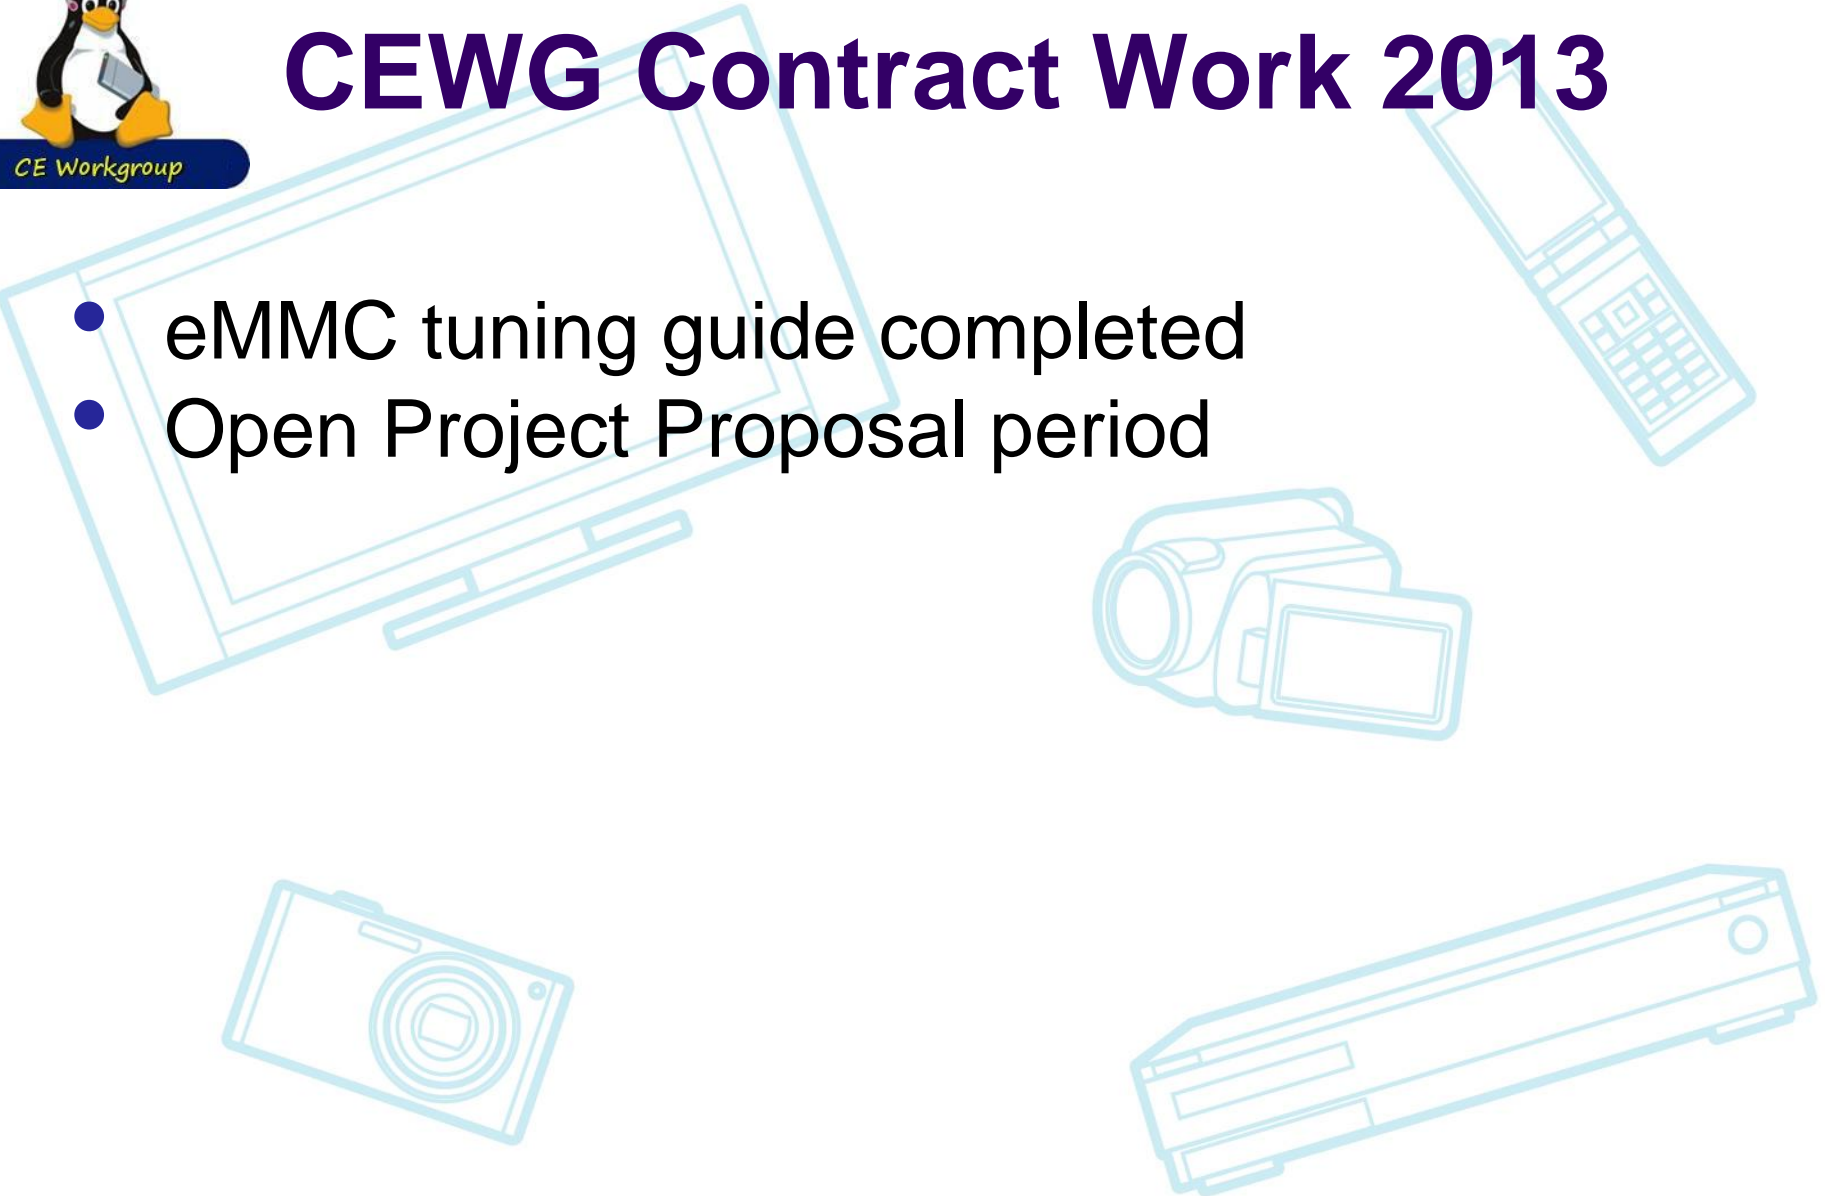 CEWG Contract Work 2013
CE Workgroup
• eMMC tuning guide completed
• Open Project Proposal period